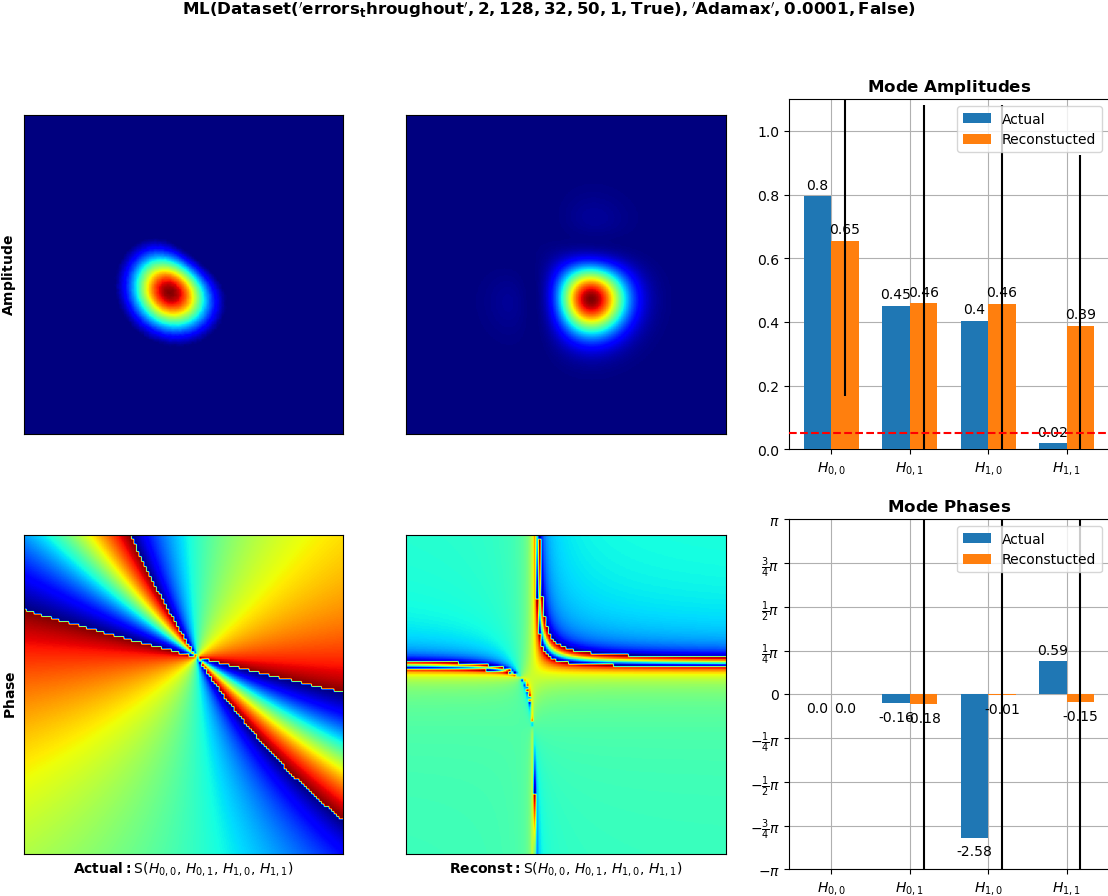 ML(Dataset('errors_throughout', 2, 128, 32, 50, 1, True), 'Adamax', 0.0001, False)
Mode Amplitudes
Actual
Reconstucted
Amplitude
1.0
0.8
0.6
0.4
0.2
0.0
0.8
0.65
0.45
0.46
0.4
0.46
0.02
0.39
H0,0
H0,1
H1,0
H1,1
Mode Phases
Actual
Reconstucted
Phase
π
3/4π
1/2π
1/4π
0
−1/4π
−1/2π
−3/4π
−π
0.0
0.0
-0.16
-0.18
-2.58
-0.01
0.59
-0.15
H0,0
H0,1
H1,0
H1,1
Actual: S(H0,0, H0,1, H1,0, H1,1)
Reconst: S(H0,0, H0,1, H1,0, H1,1)